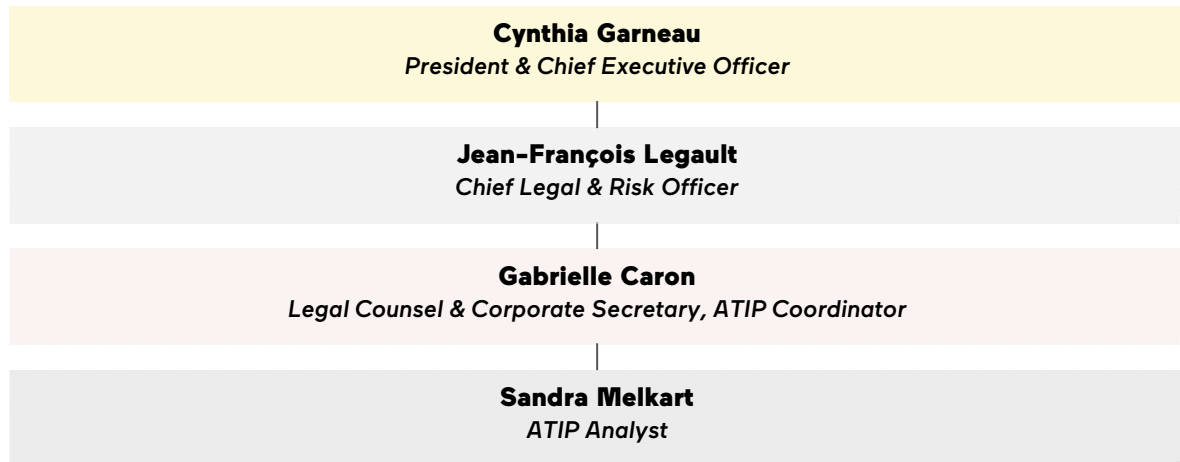 Cynthia Garneau
President & Chief Executive Officer
Jean-François Legault
Chief Legal & Risk Officer
Gabrielle Caron
Legal Counsel & Corporate Secretary, ATIP Coordinator
Sandra Melkart
ATIP Analyst